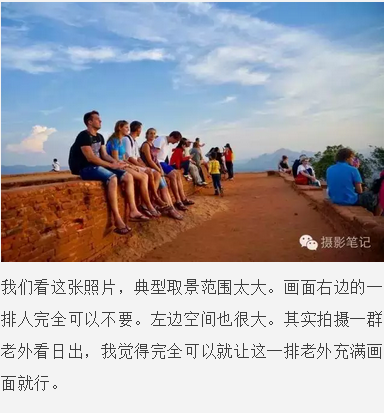 摄影笔记
我们看这张照片，典型取景范围太大。画面右边的一
排人完全可以不要。左边空间也很大。其实拍摄一群
老外看日出，我觉得完全可以就让这一排老外充满画
面就行。